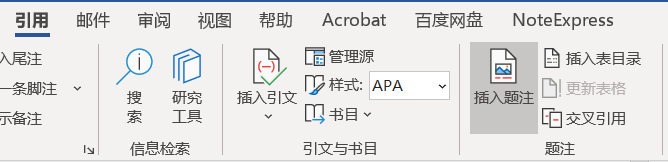 引用 邮件 审阅 视图 帮助 Acrobat 百度网盘 NoteExpress
入尾注
一条脚注
示备注
搜索
研究工具
信息检索
插入引文
管理源
样式: APA
书目
引文与书目
插入题注
插入表目录
更新表格
交叉引用
题注